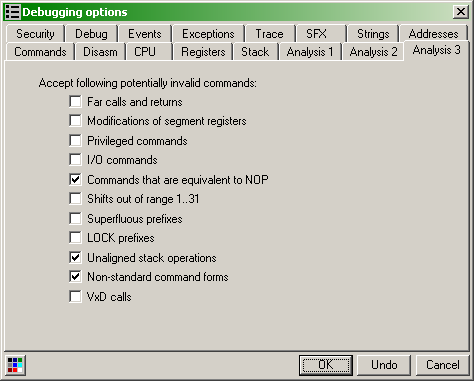 Debugging options
Security Debug Events Exceptions Trace SFX Strings Addresses
Commands Disasm CPU Registers Stack Analysis 1 Analysis 2 Analysis 3
Accept following potentially invalid commands:
Far calls and returns
Modifications of segment registers
Privileged commands
I/O commands
Commands that are equivalent to NOP
Shifts out of range 1..31
Superfluous prefixes
LOCK prefixes
Unaligned stack operations
Non-standard command forms
VxD calls
OK Undo Cancel